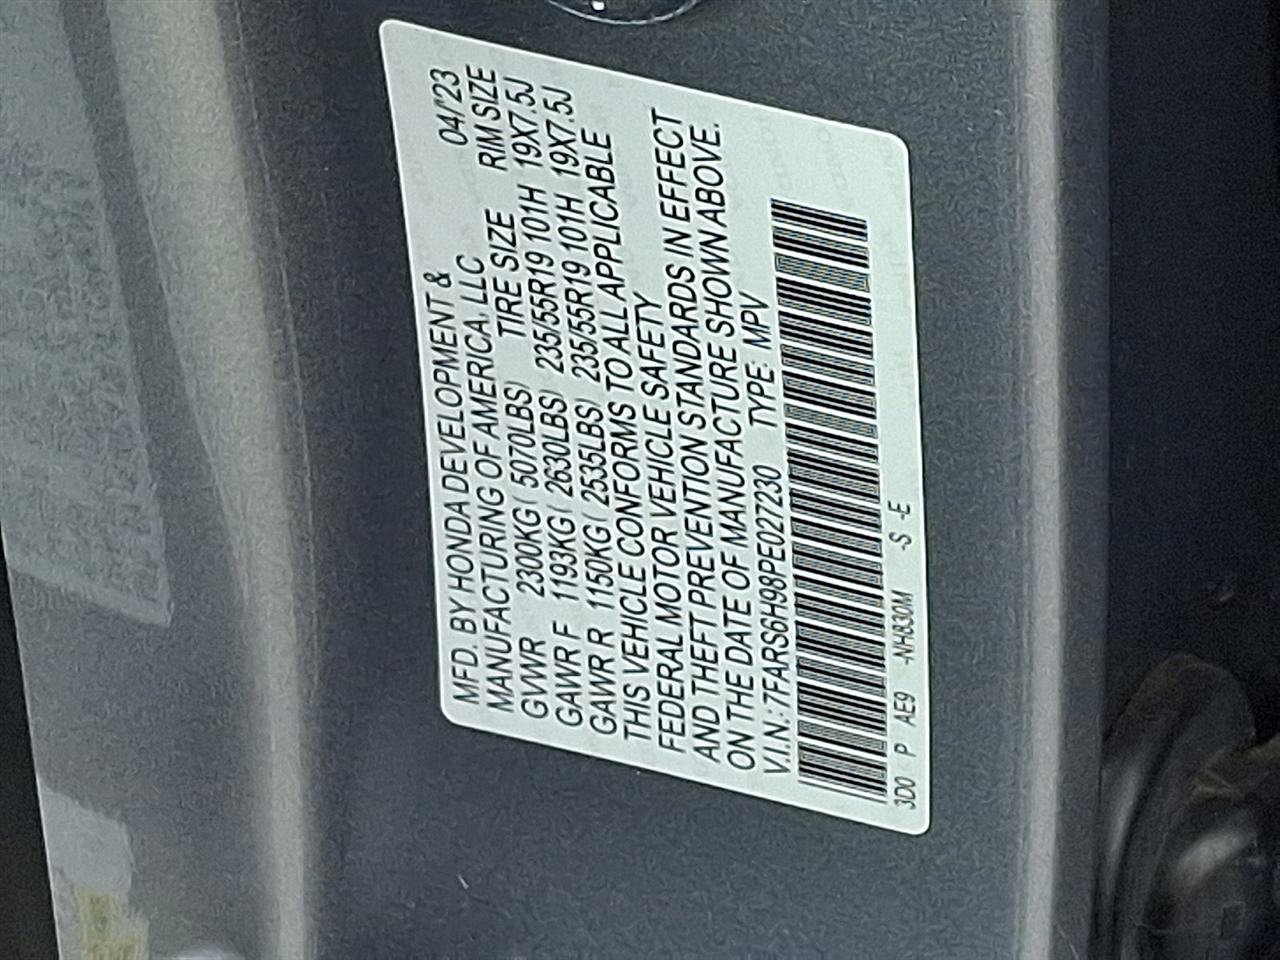 MFD. BY HONDA DEVELOPMENT & 04/23
MANUFACTURING OF AMERICA, LLC
TIRE SIZE RIM SIZE
GVWR 2300KG ( 5070LBS)
GAWR F 1193KG ( 2630LBS) 235/55R19 101H 19X7.5J
GAWR R 1150KG ( 2535LBS) 235/55R19 101H 19X7.5J
THIS VEHICLE CONFORMS TO ALL APPLICABLE
FEDERAL MOTOR VEHICLE SAFETY
AND THEFT PREVENTION STANDARDS IN EFFECT
ON THE DATE OF MANUFACTURE SHOWN ABOVE.
V.I.N.: 7FARS6H98PE027230 TYPE: MPV
3D0 P AE9 -NH830M -S -E